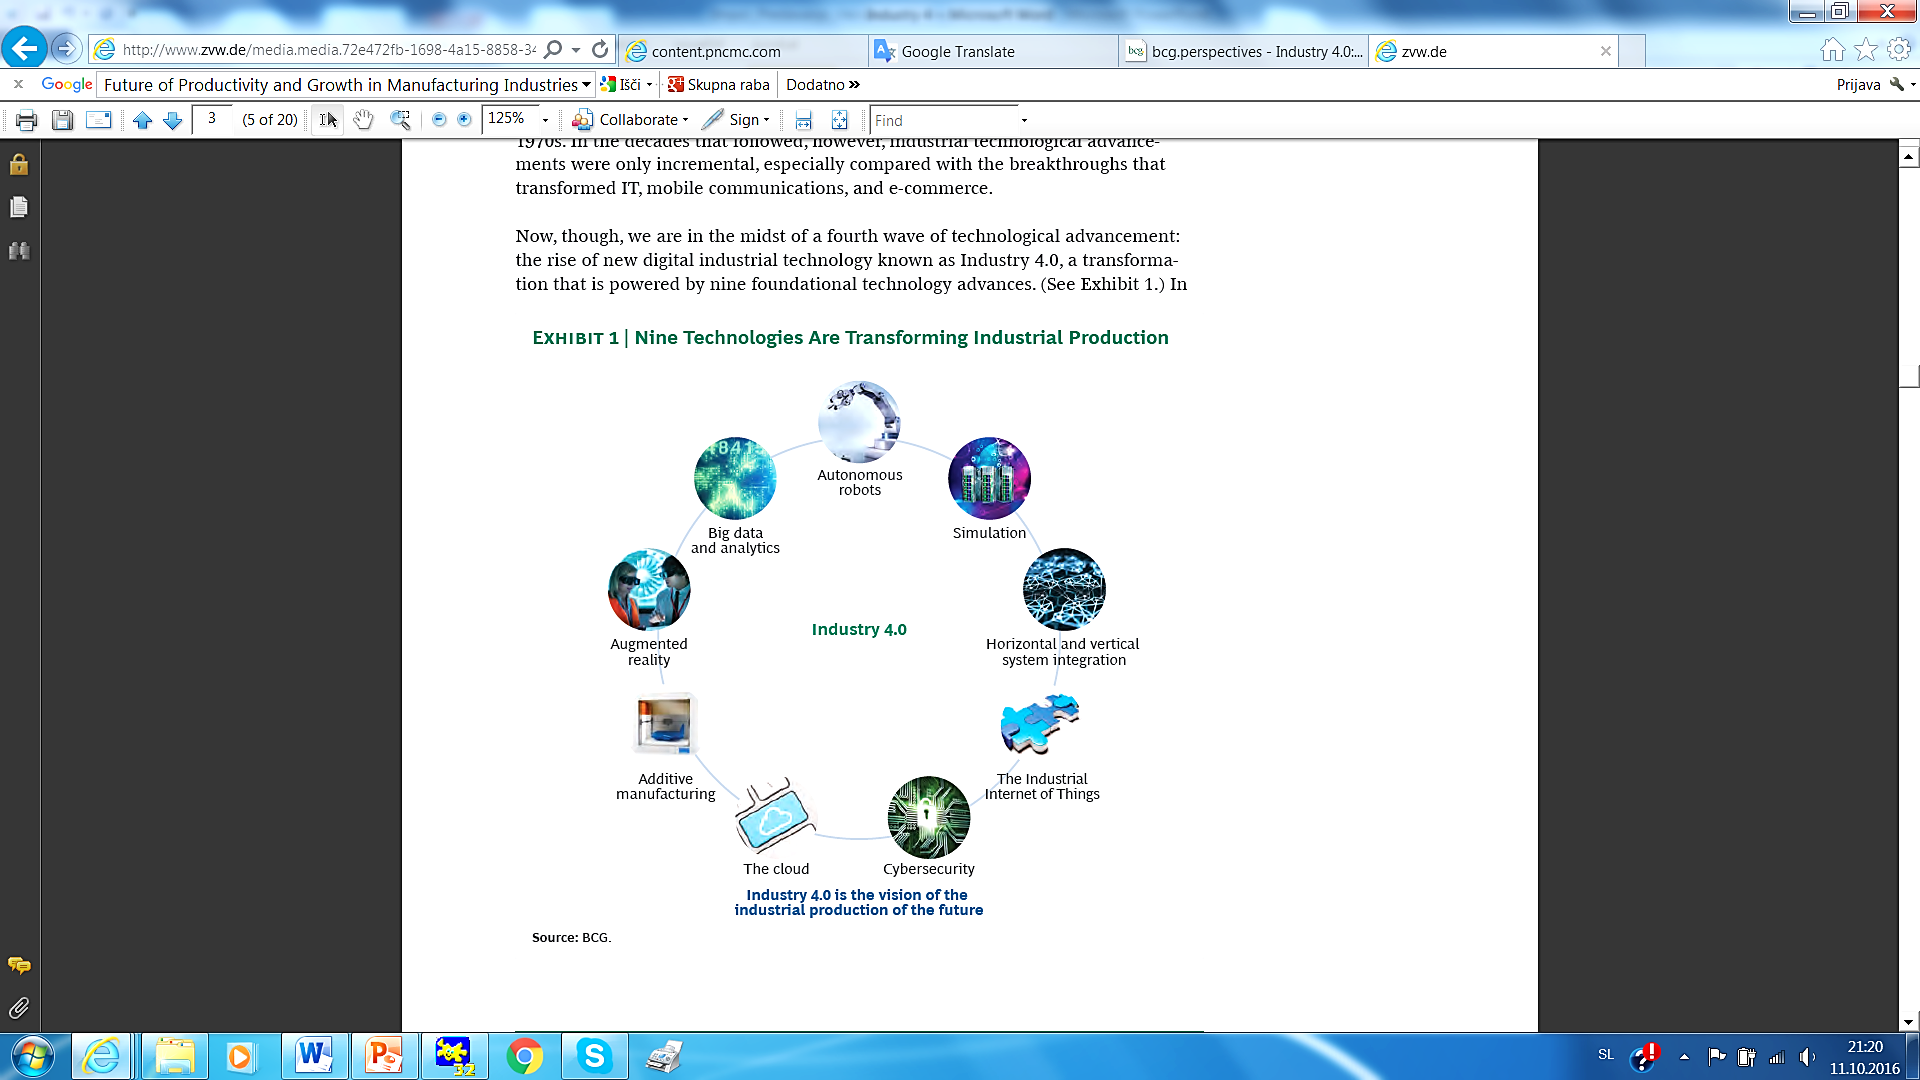 http://www.zvw.de/media.media.72e472fb-1698-4a15-8858-34
content.pncmc.com
Google Translate
bcg.perspectives - Industry 4.0:...
zvw.de
x Google Future of Productivity and Growth in Manufacturing Industries Išči Skupna raba Dodatno » Prijava
3 (5 of 20) 125% Collaborate Sign Find
1970s. In the decades that followed, however, industrial technological advance-
ments were only incremental, especially compared with the breakthroughs that
transformed IT, mobile communications, and e-commerce.
Now, though, we are in the midst of a fourth wave of technological advancement:
the rise of new digital industrial technology known as Industry 4.0, a transforma-
tion that is powered by nine foundational technology advances. (See Exhibit 1.) In
EXHIBIT 1 | Nine Technologies Are Transforming Industrial Production
Autonomous
robots
Big data
and analytics
Simulation
Augmented
reality
Industry 4.0
Horizontal and vertical
system integration
Additive
manufacturing
The Industrial
Internet of Things
The cloud
Cybersecurity
Industry 4.0 is the vision of the
industrial production of the future
Source: BCG.
SL
21:20
11.10.2016